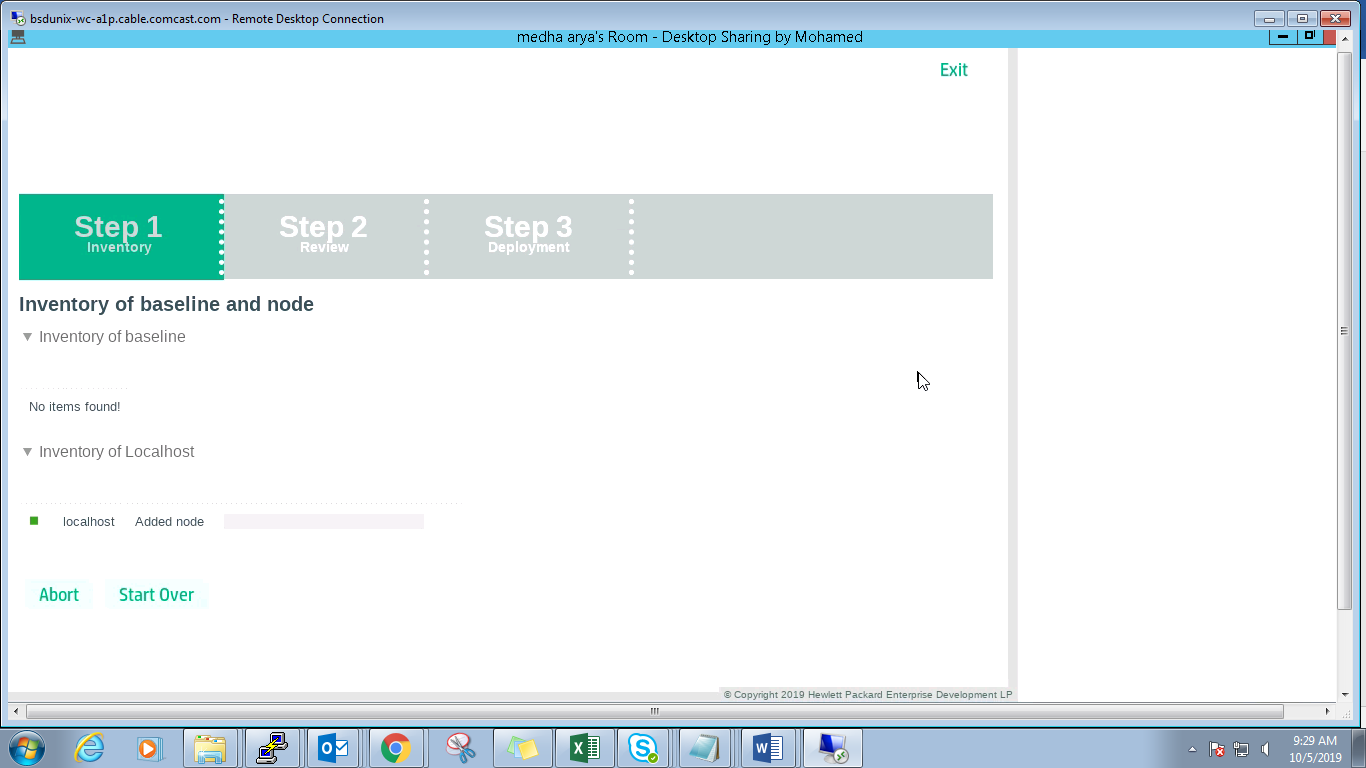 bsdunix-wc-a1p.cable.comcast.com - Remote Desktop Connection
medha arya's Room - Desktop Sharing by Mohamed
Exit
Step 1
Inventory
Step 2
Review
Step 3
Deployment
Inventory of baseline and node
Inventory of baseline
No items found!
Inventory of Localhost
localhost Added node
Abort Start Over
© Copyright 2019 Hewlett Packard Enterprise Development LP
9:29 AM
10/5/2019